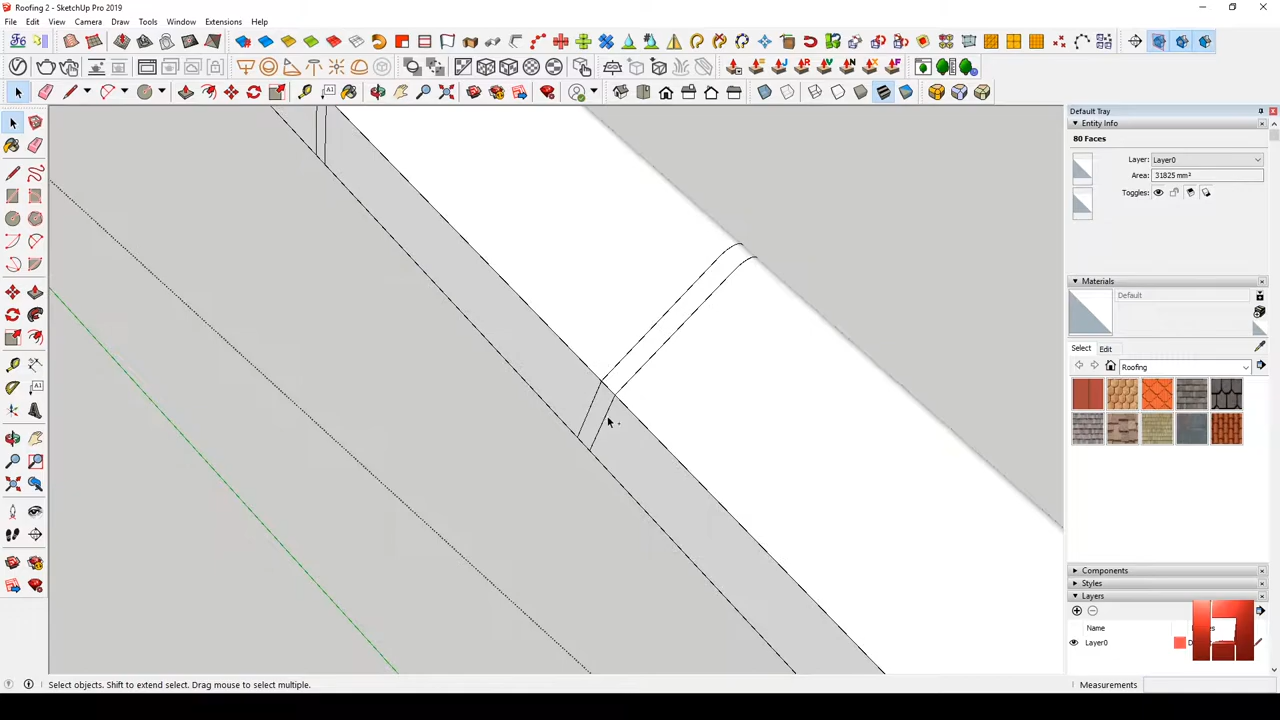 Roofing 2 - SketchUp Pro 2019
File Edit View Camera Draw Tools Window Extensions Help
Default Tray
Entity Info
80 Faces
Layer: Layer0
Area: 31825 mm²
Toggles:
Materials
Default
Select Edit
Roofing
Components
Styles
Layers
Name
Layer0
Select objects. Shift to extend select. Drag mouse to select multiple.
Measurements